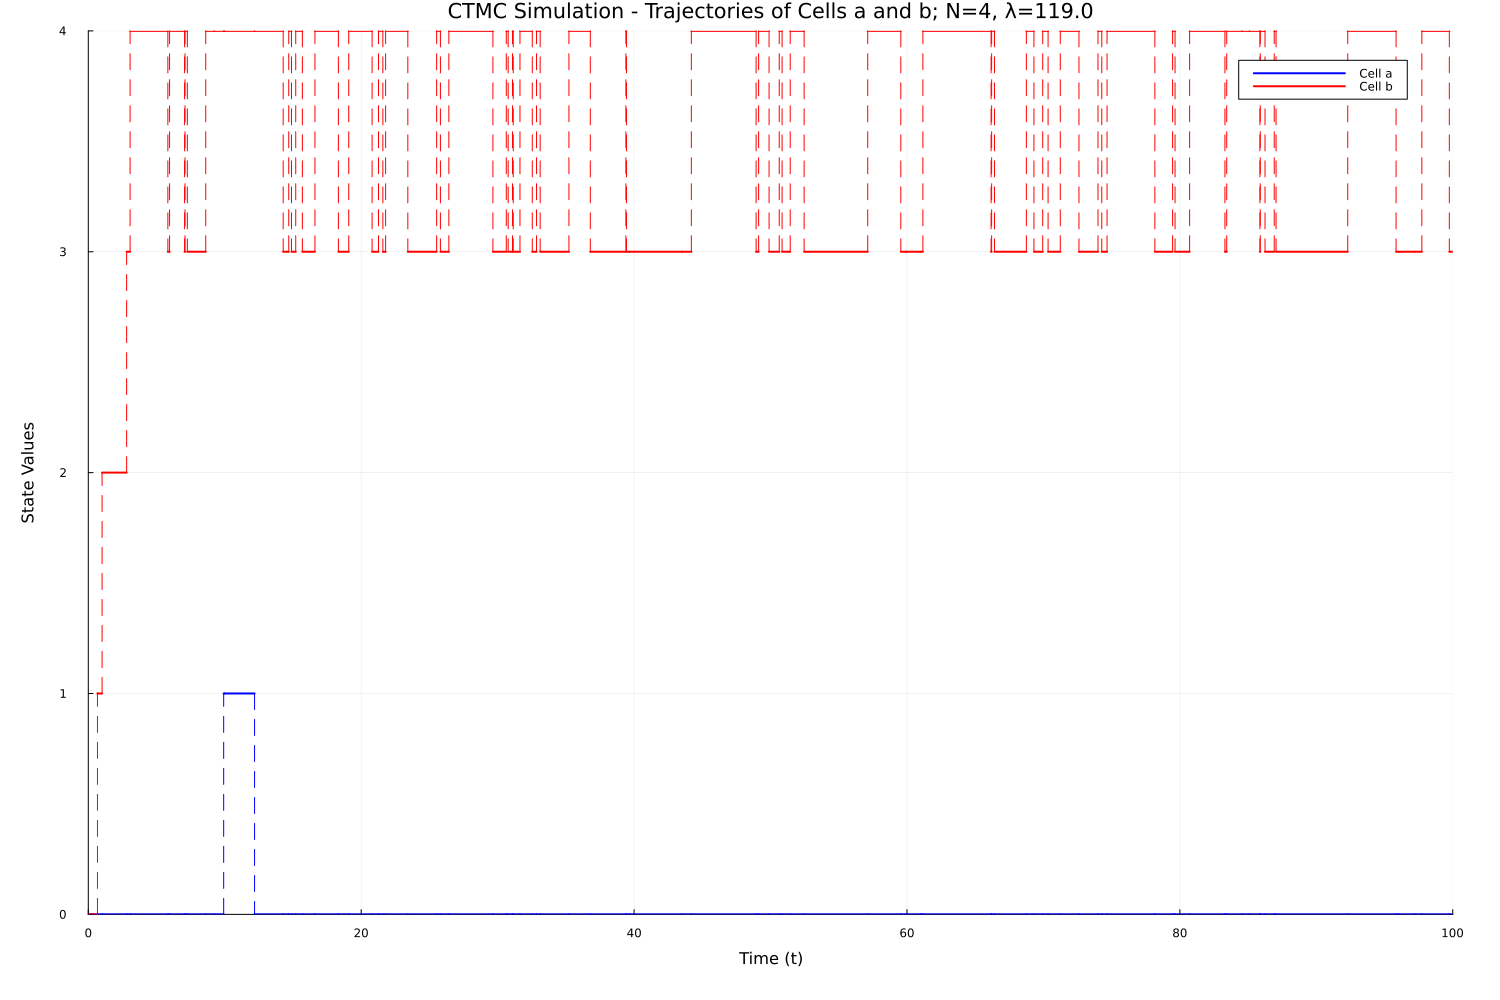 CTMC Simulation - Trajectories of Cells a and b; N=4, λ=119.0
4
Cell a
Cell b
3
State Values
2
1
0
0 20 40 60 80 100
Time (t)